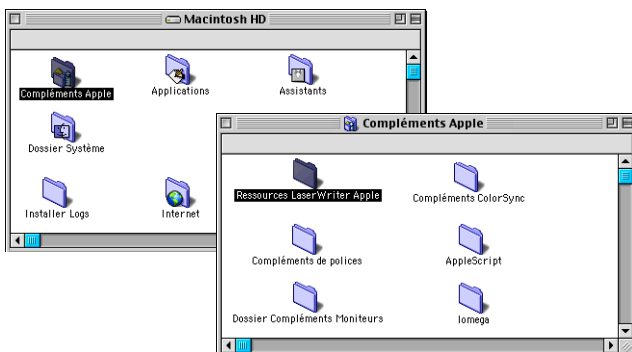 Macintosh HD
Compléments Apple
Applications
Assistants
Dossier Système
Installer Logs
Internet
Compléments Apple
Ressources LaserWriter Apple
Compléments ColorSync
Compléments de polices
AppleScript
Dossier Compléments Moniteurs
Iomega